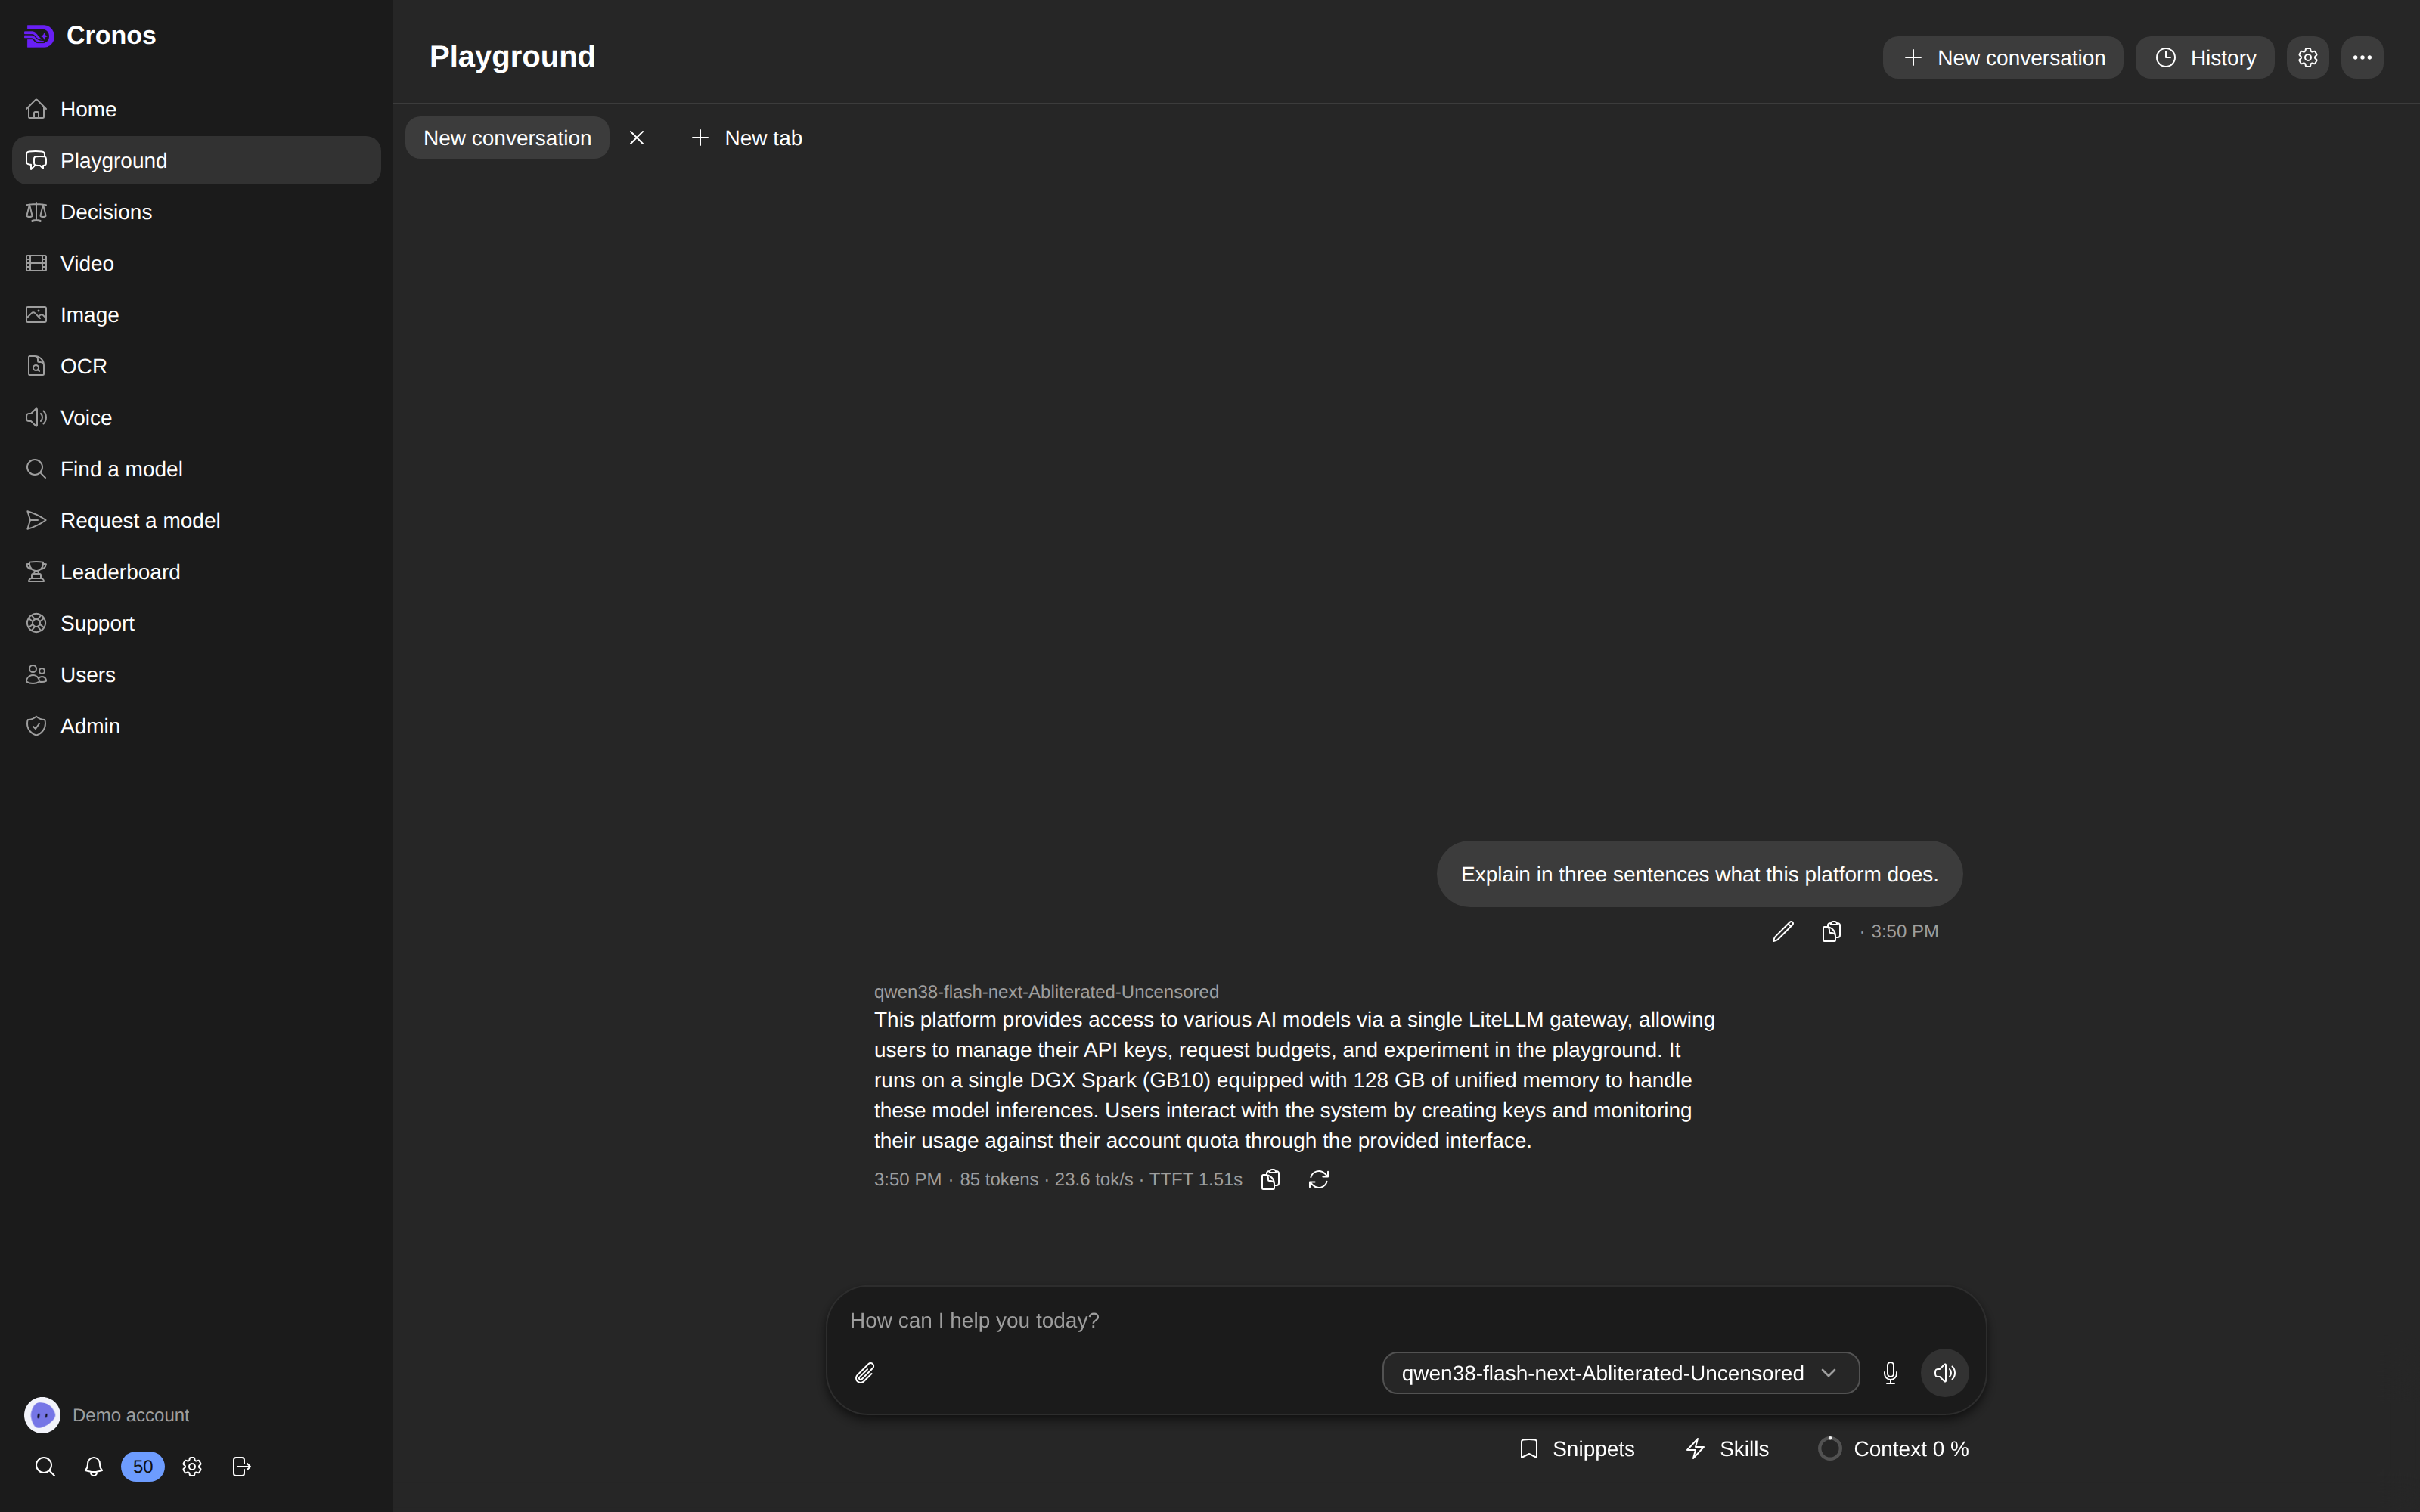 Cronos
Home
Playground
Decisions
Video
Image
OCR
Voice
Find a model
Request a model
Leaderboard
Support
Users
Admin
Demo account
50
Playground
New conversation
History
New conversation
New tab
Explain in three sentences what this platform does.
· 3:50 PM
qwen38-flash-next-Abliterated-Uncensored
This platform provides access to various AI models via a single LiteLLM gateway, allowing
users to manage their API keys, request budgets, and experiment in the playground. It
runs on a single DGX Spark (GB10) equipped with 128 GB of unified memory to handle
these model inferences. Users interact with the system by creating keys and monitoring
their usage against their account quota through the provided interface.
3:50 PM · 85 tokens · 23.6 tok/s · TTFT 1.51s
How can I help you today?
qwen38-flash-next-Abliterated-Uncensored
Snippets
Skills
Context 0 %